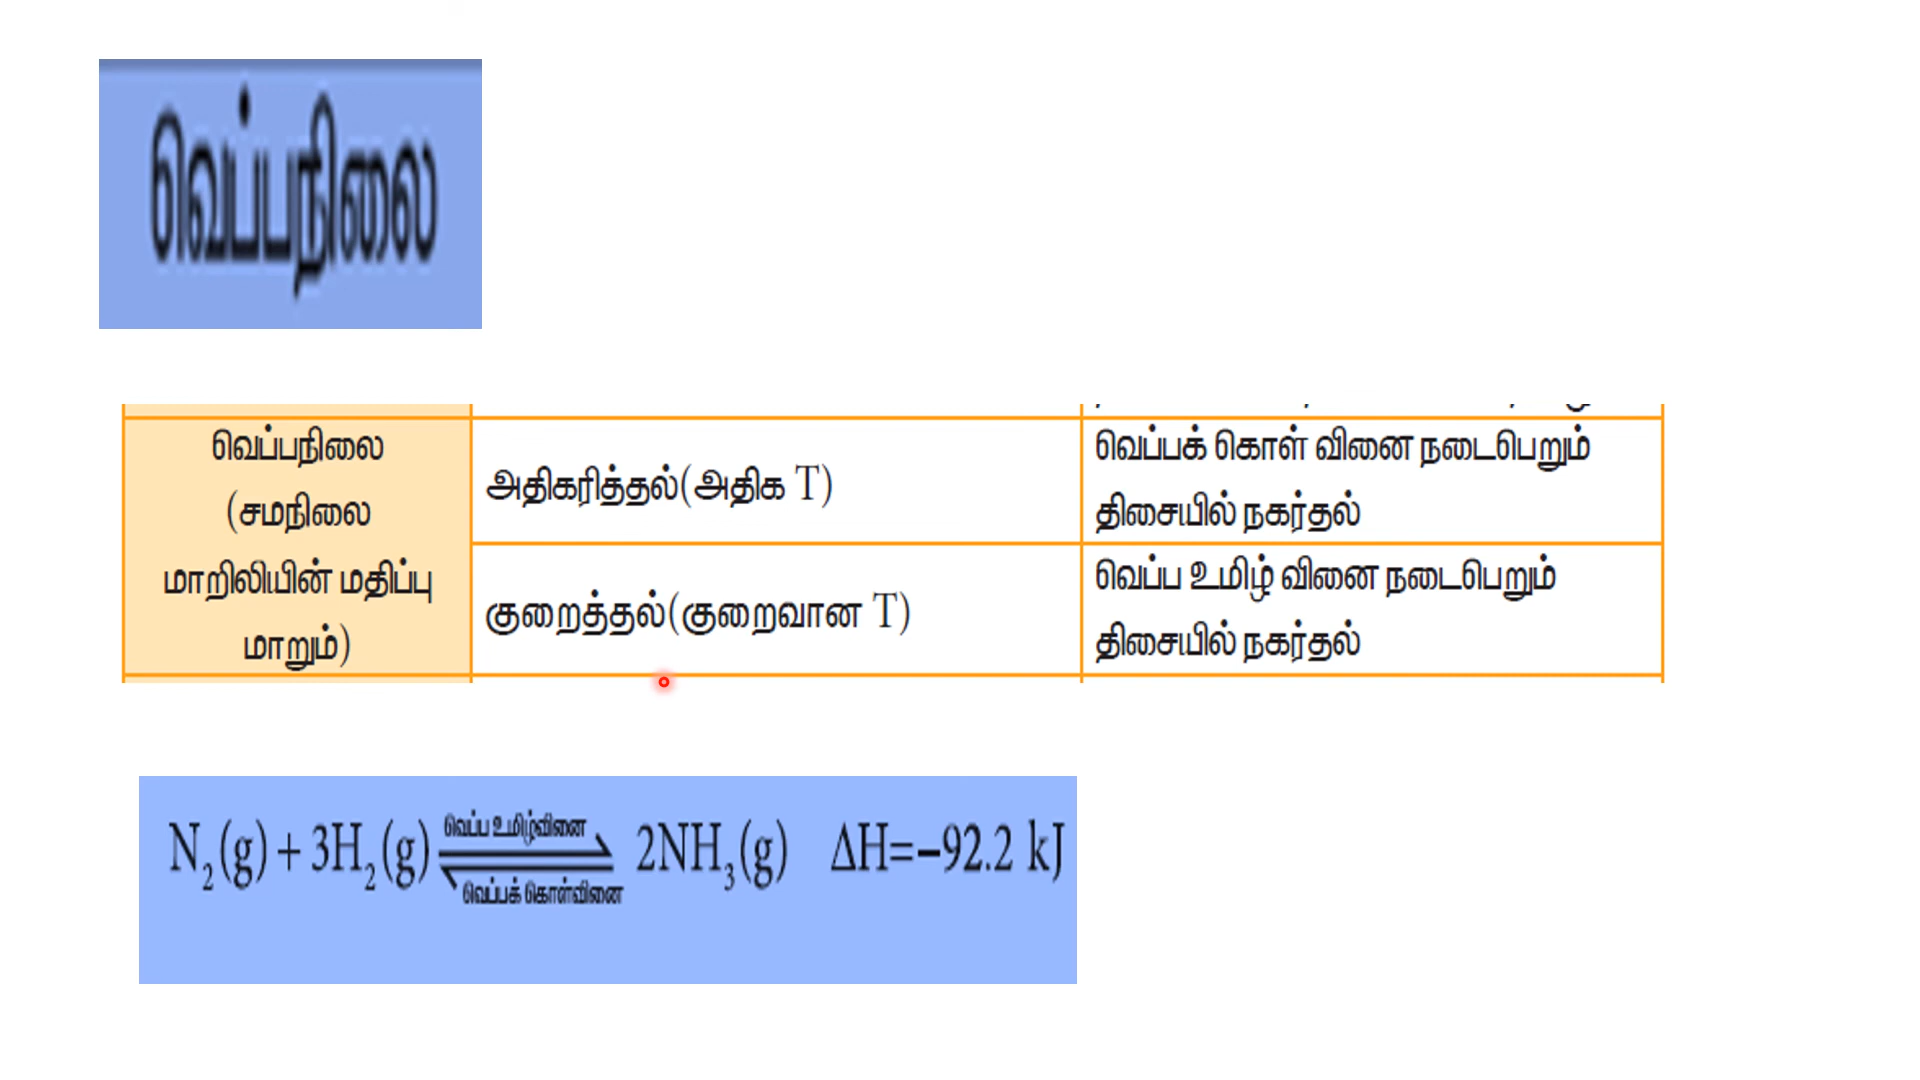 வெப்பநிலை
வெப்பநிலை
(சமநிலை
மாறிலியின் மதிப்பு
மாறும்)
அதிகரித்தல்(அதிக T)
வெப்பக் கொள் வினை நடைபெறும்
திசையில் நகர்தல்
குறைத்தல்(குறைவான T)
வெப்ப உமிழ் வினை நடைபெறும்
திசையில் நகர்தல்
வெப்ப உமிழ்வினை
N₂(g) + 3H₂(g) ⇌ 2NH₃(g) ΔH=−92.2 kJ
வெப்பக் கொள்வினை